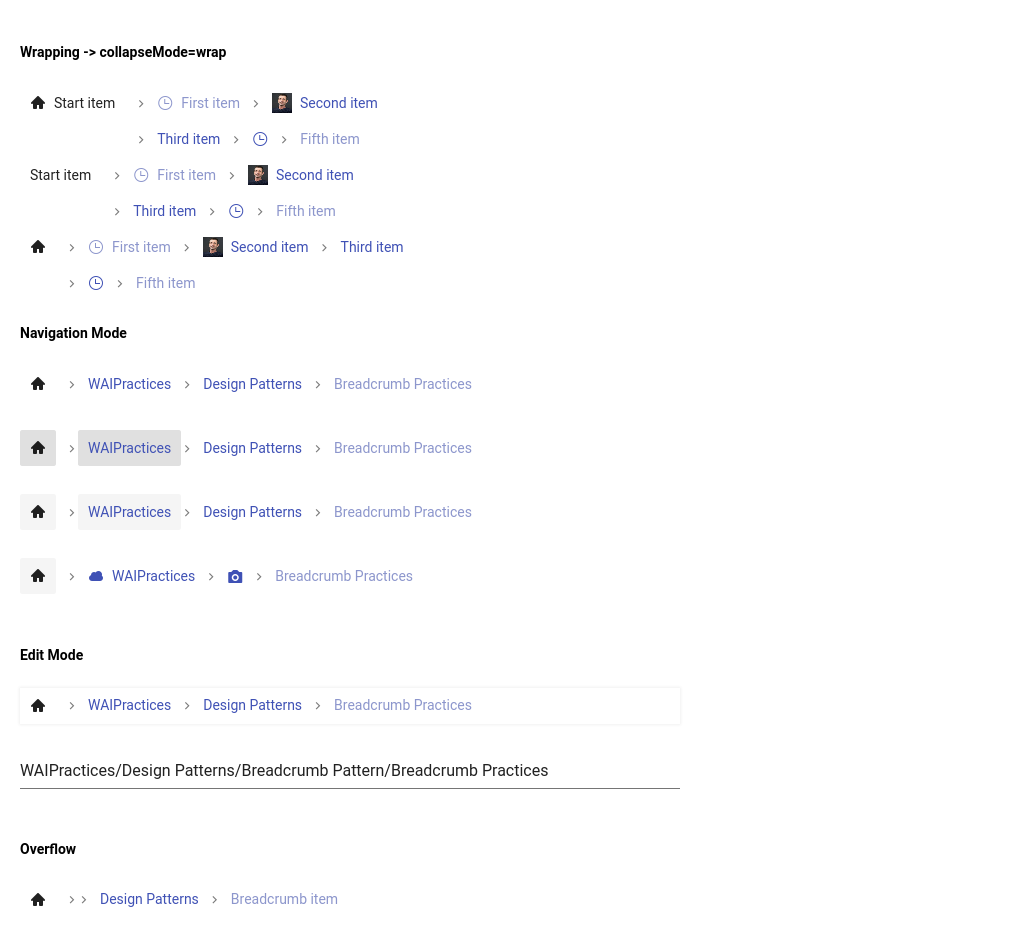 Wrapping -> collapseMode=wrap
Start item > First item > Second item
> Third item > > Fifth item
Start item > First item > Second item
> Third item > > Fifth item
> First item > Second item > Third item
> > Fifth item
Navigation Mode
> WAIPractices > Design Patterns > Breadcrumb Practices
> WAIPractices > Design Patterns > Breadcrumb Practices
> WAIPractices > Design Patterns > Breadcrumb Practices
> WAIPractices > > Breadcrumb Practices
Edit Mode
> WAIPractices > Design Patterns > Breadcrumb Practices
WAIPractices/Design Patterns/Breadcrumb Pattern/Breadcrumb Practices
Overflow
> > Design Patterns > Breadcrumb item